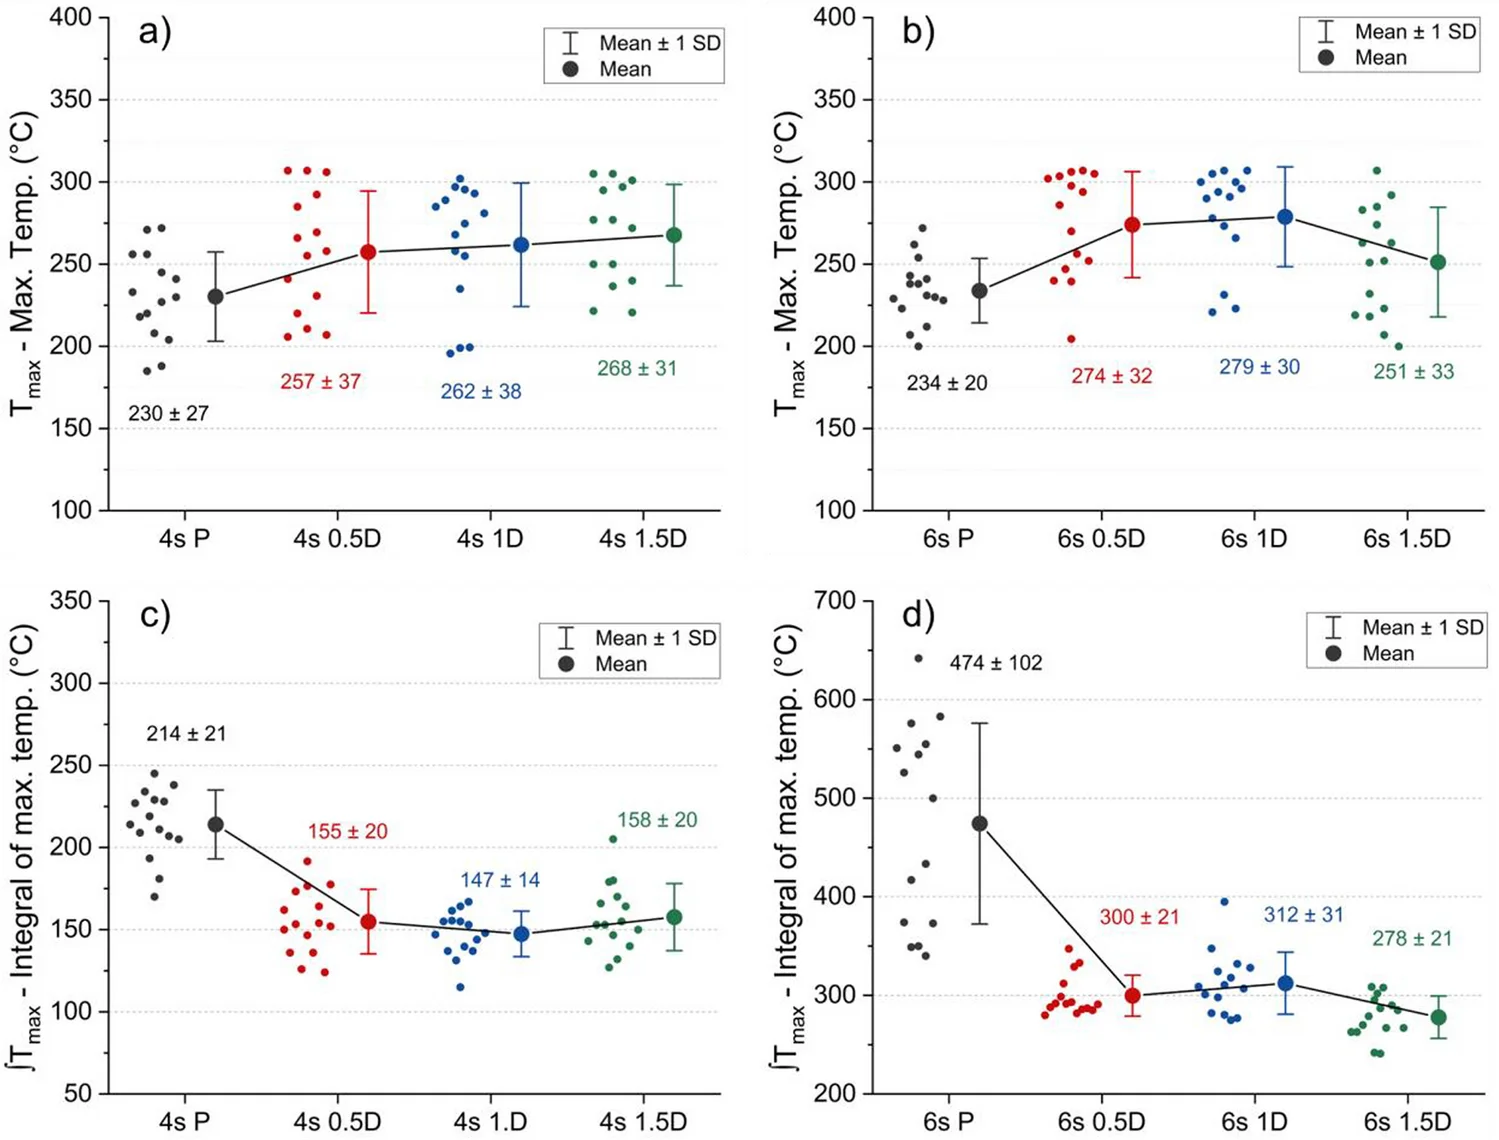 a)
Mean ± 1 SD
Mean
Tmax - Max. Temp. (°C)
400
350
300
250
200
150
100
230 ± 27
257 ± 37
262 ± 38
268 ± 31
4s P
4s 0.5D
4s 1D
4s 1.5D
b)
Mean ± 1 SD
Mean
Tmax - Max. Temp. (°C)
400
350
300
250
200
150
100
234 ± 20
274 ± 32
279 ± 30
251 ± 33
6s P
6s 0.5D
6s 1D
6s 1.5D
c)
Mean ± 1 SD
Mean
∫Tmax - Integral of max. temp. (°C)
350
300
250
200
150
100
50
214 ± 21
155 ± 20
147 ± 14
158 ± 20
4s P
4s 0.5D
4s 1.D
4s 1.5D
d)
Mean ± 1 SD
Mean
∫Tmax - Integral of max. temp. (°C)
700
600
500
400
300
200
474 ± 102
300 ± 21
312 ± 31
278 ± 21
6s P
6s 0.5D
6s 1D
6s 1.5D